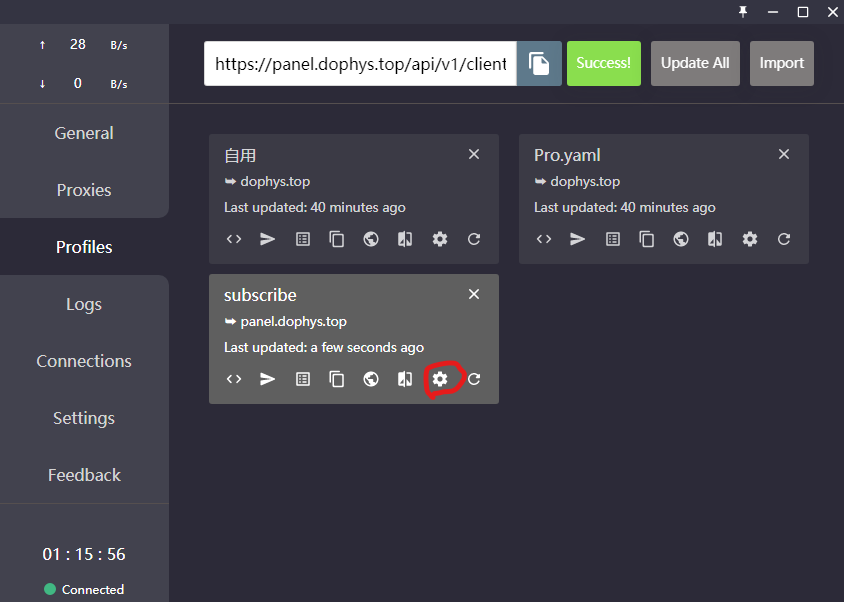 ↑ 28 B/s
↓ 0 B/s
General
Proxies
Profiles
Logs
Connections
Settings
Feedback
01 : 15 : 56
Connected
https://panel.dophys.top/api/v1/client
Success!
Update All
Import
自用
dophys.top
Last updated: 40 minutes ago
Pro.yaml
dophys.top
Last updated: 40 minutes ago
subscribe
panel.dophys.top
Last updated: a few seconds ago